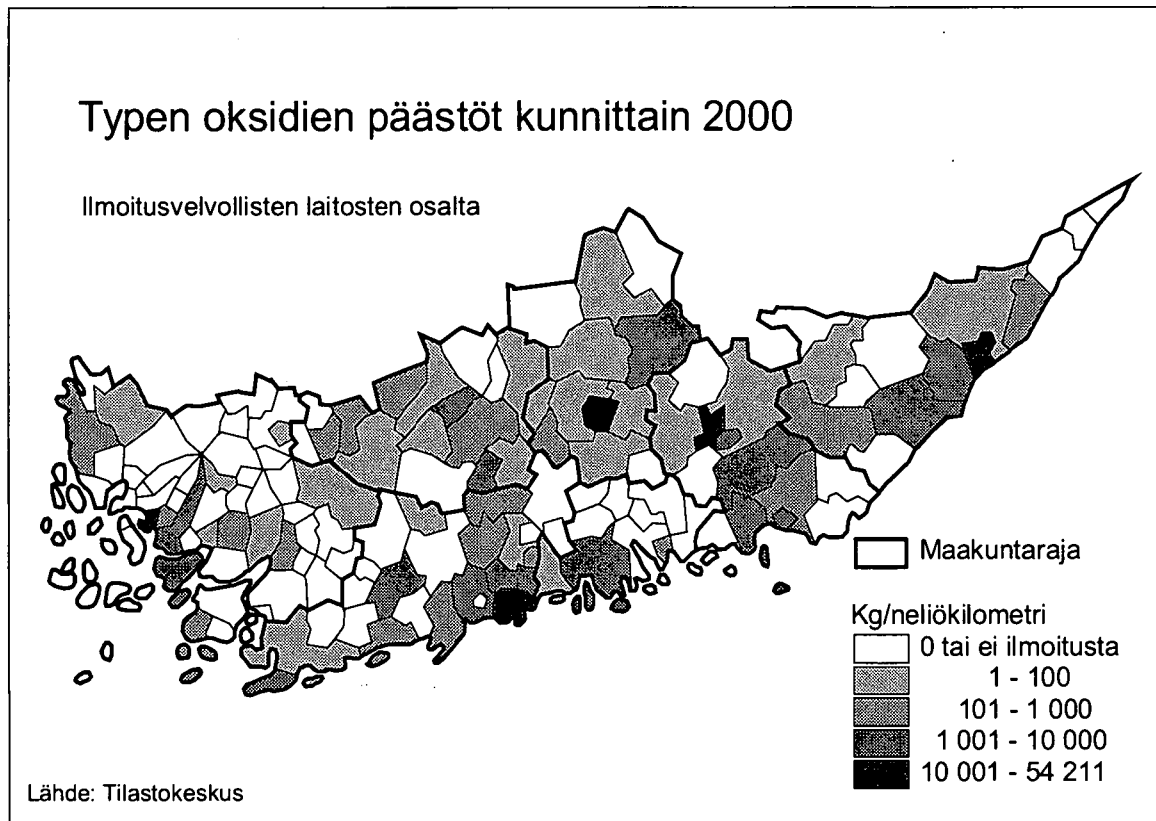 Typen oksidien päästöt kunnittain 2000
Ilmoitusvelvollisten laitosten osalta
Maakuntaraja
Kg/neliökilometri
0 tai ei ilmoitusta
1 - 100
101 - 1 000
1 001 - 10 000
10 001 - 54 211
Lähde: Tilastokeskus